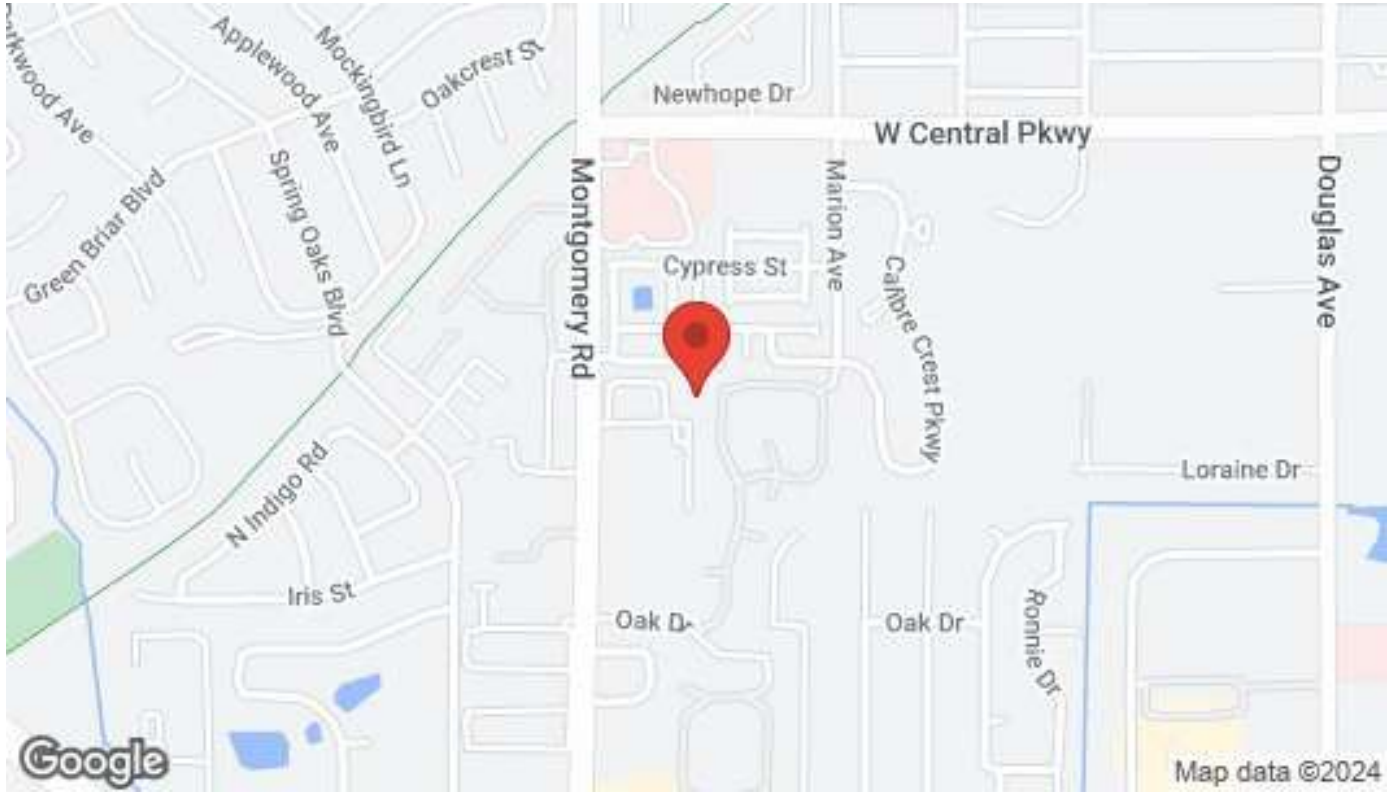 Applewood Ave
Mockingbird Ln
Oakcrest St
arkwood Ave
Newhope Dr
W Central Pkwy
Green Briar Blvd
Spring Oaks Blvd
Montgomery Rd
Marion Ave
Douglas Ave
Cypress St
Calibre Crest Pkwy
N Indigo Rd
Loraine Dr
Iris St
Oak Dr
Oak Dr
Ronnie Dr
Google
Map data ©2024